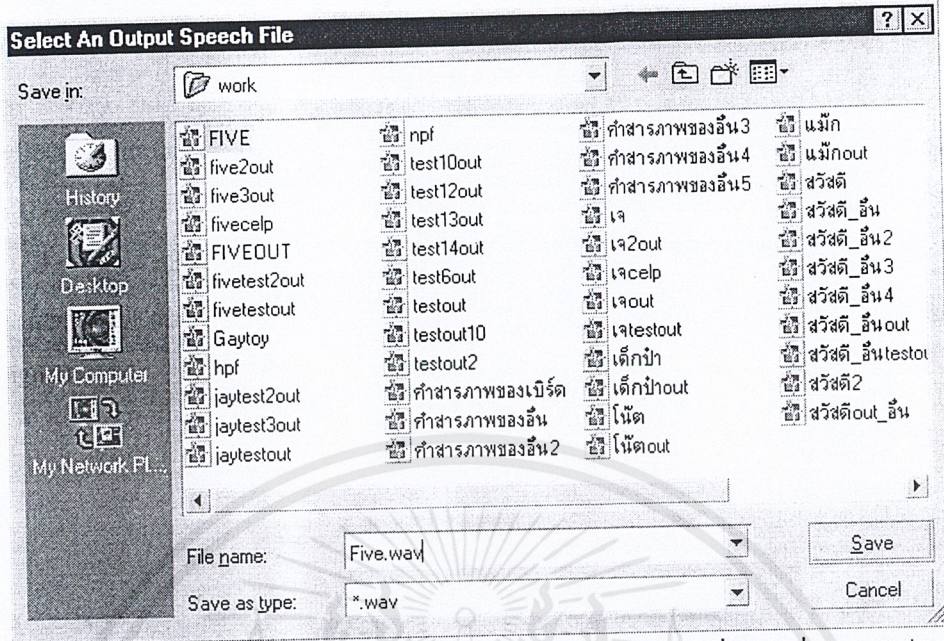 Select An Output Speech File
Save in:
work
History
Desktop
My Computer
My Network Pl...
FIVE
five2out
five3out
fivecelp
FIVEOUT
fivetest2out
fivetestout
Gaytoy
hpf
jaytest2out
jaytest3out
jaytestout
npf
test10out
test12out
test13out
test14out
test6out
testout
testout10
testout2
คำสารภาพของเบิร์ด
คำสารภาพของอั๋น
คำสารภาพของอั๋น2
คำสารภาพของอั๋น3
คำสารภาพของอั๋น4
คำสารภาพของอั๋น5
เจ
เจ2out
เจcelp
เจout
เจtestout
เด็กป๋า
เด็กป๋าout
โน๊ต
โน๊ตout
แม๊ก
แม๊กout
สวัสดี
สวัสดี_อั๋น
สวัสดี_อั๋น2
สวัสดี_อั๋น3
สวัสดี_อั๋น4
สวัสดี_อั๋นout
สวัสดี_อั๋นtestou
สวัสดี2
สวัสดีout_อั๋น
File name:
Five.wav
Save
Save as type:
*.wav
Cancel